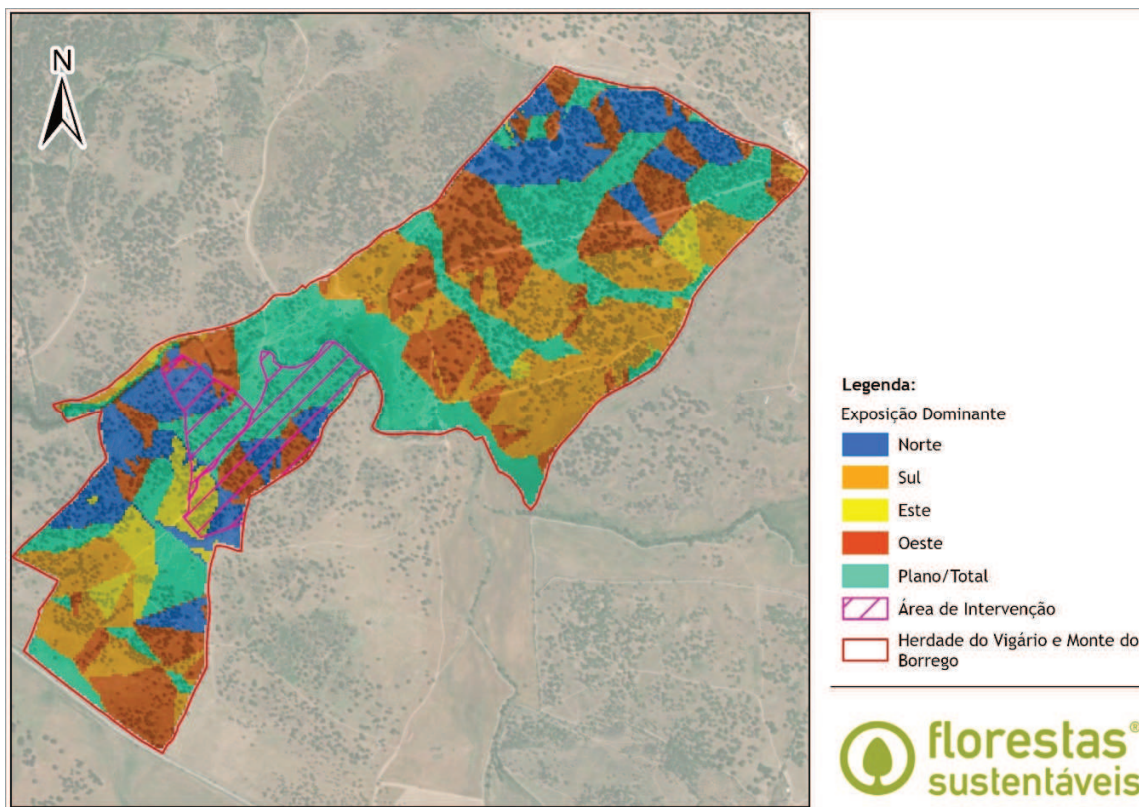 N
Legenda:
Exposição Dominante
Norte
Sul
Este
Oeste
Plano/Total
Área de Intervenção
Herdade do Vigário e Monte do
Borrego
florestas®
sustentáveis